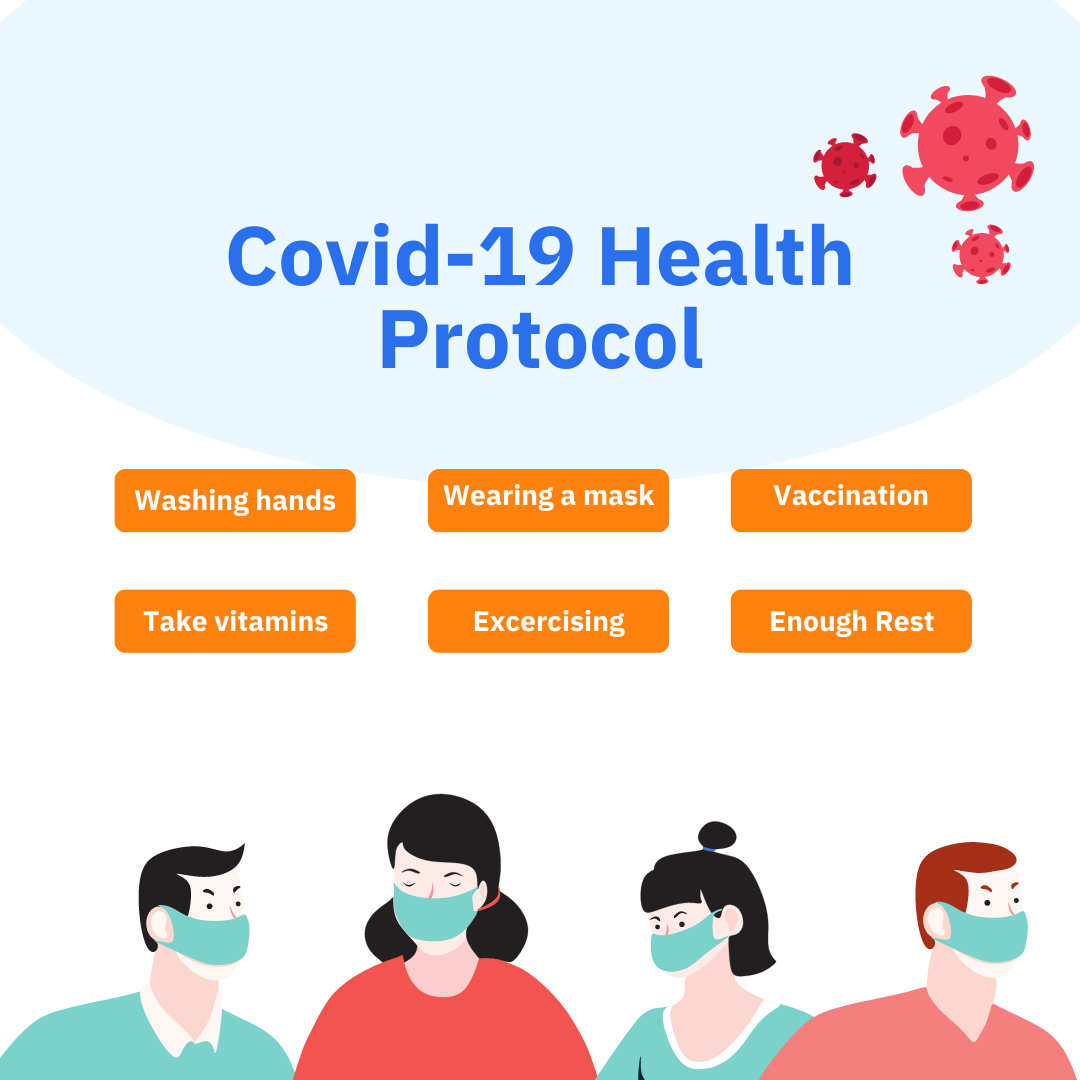 Covid-19 Health
Protocol
Washing hands
Wearing a mask
Vaccination
Take vitamins
Excercising
Enough Rest